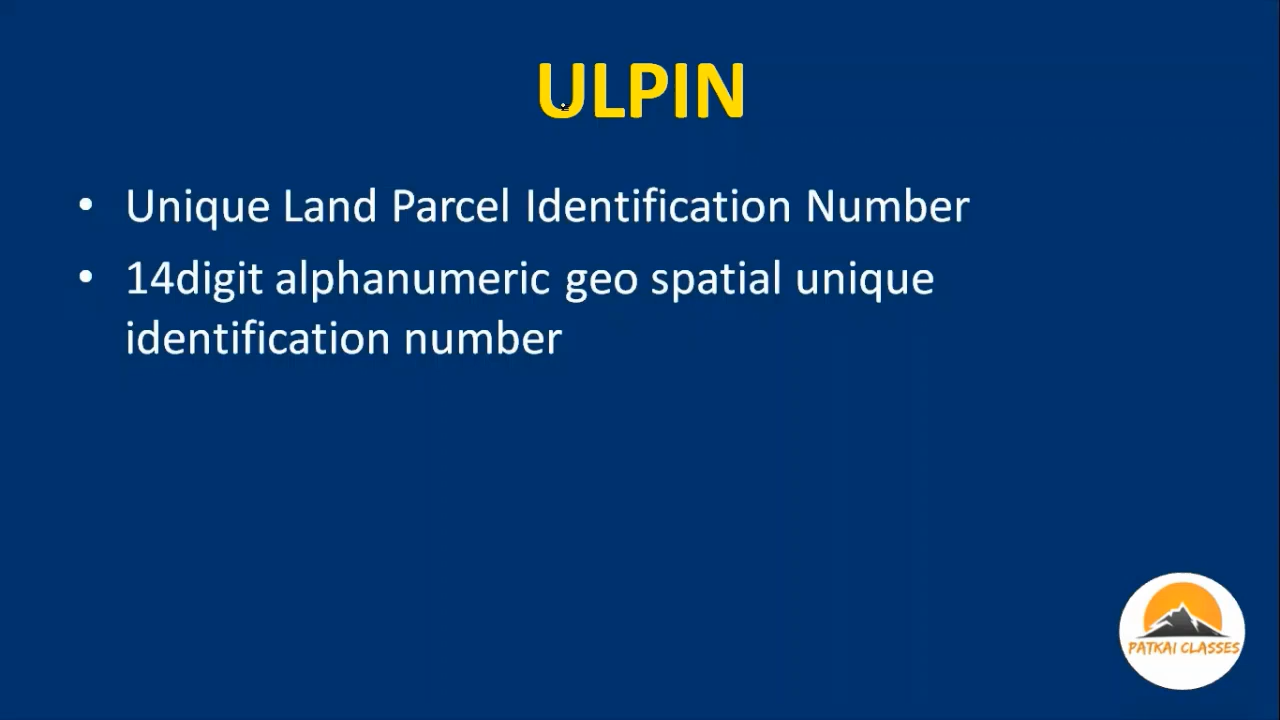 ULPIN
• Unique Land Parcel Identification Number
• 14digit alphanumeric geo spatial unique
identification number
PATKAI CLASSES